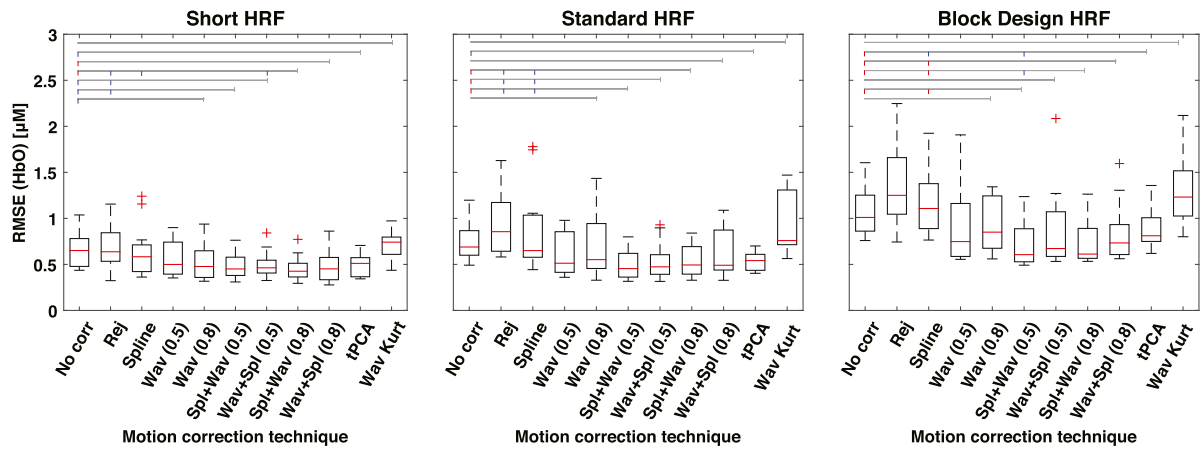 Short HRF
Standard HRF
Block Design HRF
RMSE (HbO) [µM]
3
2.5
2
1.5
1
0.5
0
No corr
Rej
Spline
Wav (0.5)
Wav (0.8)
Spl+Wav (0.5)
Wav+Spl (0.5)
Spl+Wav (0.8)
Wav+Spl (0.8)
tPCA
Wav Kurt
No corr
Rej
Spline
Wav (0.5)
Wav (0.8)
Spl+Wav (0.5)
Wav+Spl (0.5)
Spl+Wav (0.8)
Wav+Spl (0.8)
tPCA
Wav Kurt
No corr
Rej
Spline
Wav (0.5)
Wav (0.8)
Spl+Wav (0.5)
Wav+Spl (0.5)
Spl+Wav (0.8)
Wav+Spl (0.8)
tPCA
Wav Kurt
Motion correction technique
Motion correction technique
Motion correction technique